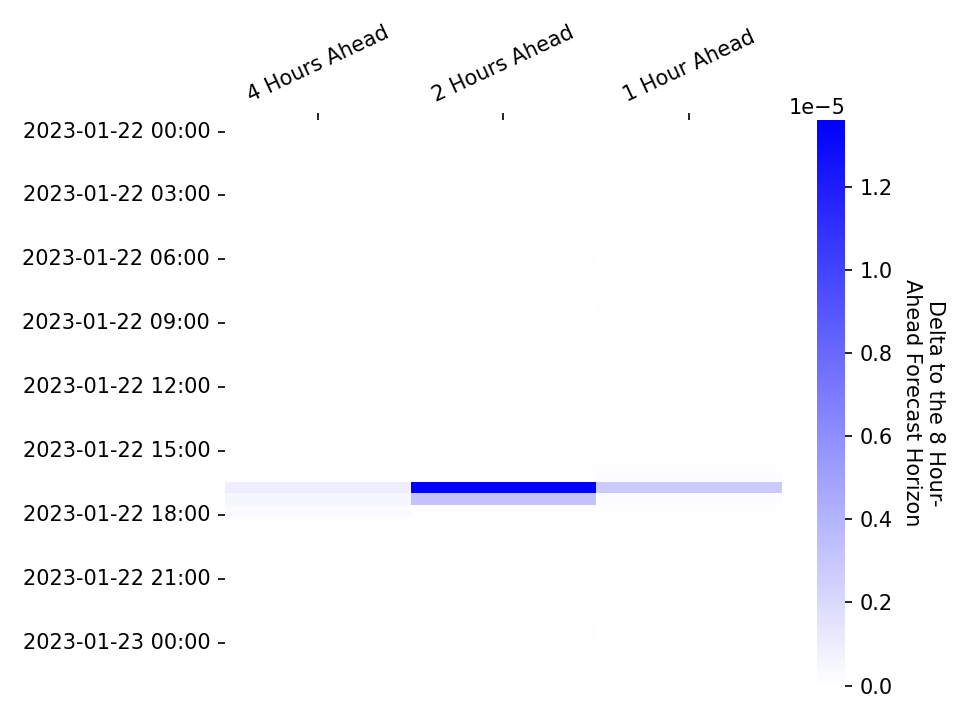 4 Hours Ahead
2 Hours Ahead
1 Hour Ahead
2023-01-22 00:00
2023-01-22 03:00
2023-01-22 06:00
2023-01-22 09:00
2023-01-22 12:00
2023-01-22 15:00
2023-01-22 18:00
2023-01-22 21:00
2023-01-23 00:00
1e−5
1.2
1.0
0.8
0.6
0.4
0.2
0.0
Delta to the 8 Hour-
Ahead Forecast Horizon